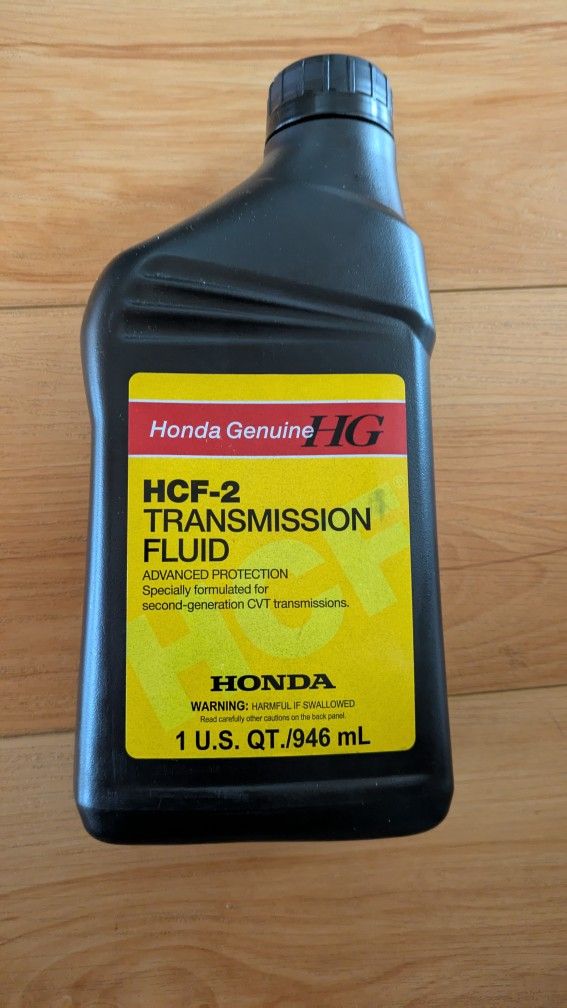 Honda Genuine HG
HCF-2
TRANSMISSION
FLUID
ADVANCED PROTECTION
Specially formulated for
second-generation CVT transmissions.
HCF®
HONDA
WARNING: HARMFUL IF SWALLOWED
Read carefully other cautions on the back panel.
1 U.S. QT./946 mL